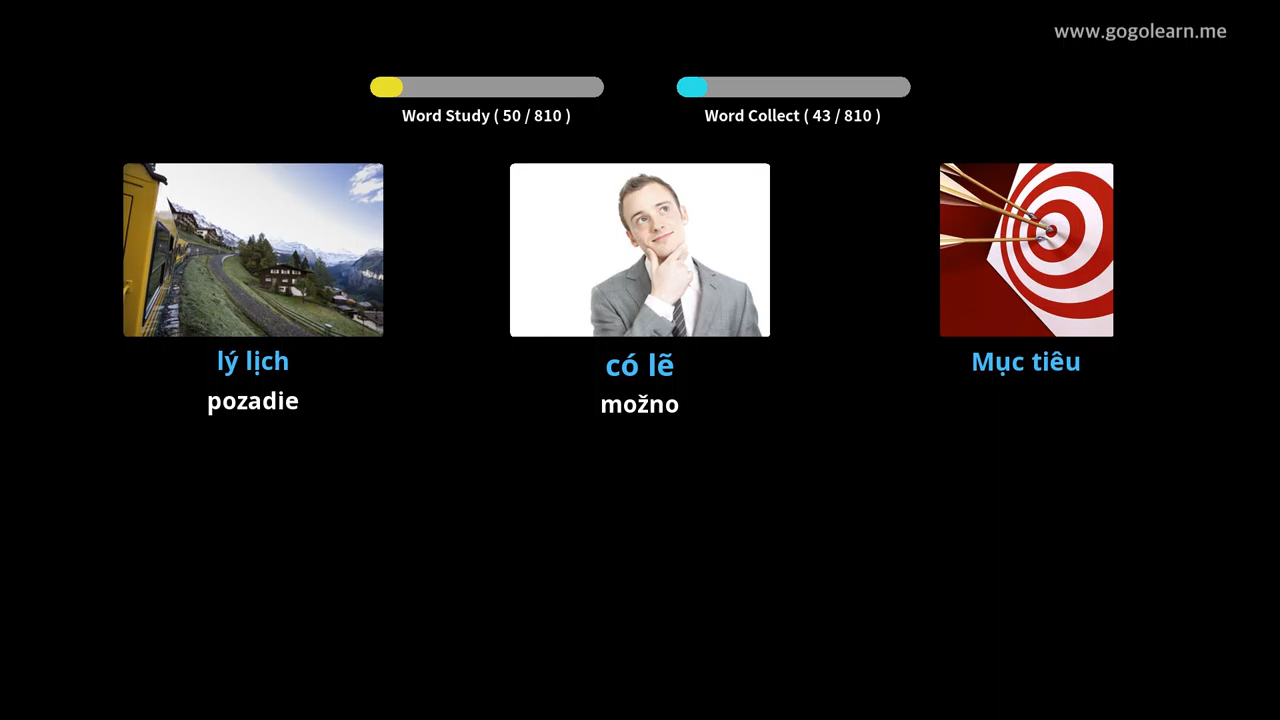 www.gogolearn.me
Word Study ( 50 / 810 )
Word Collect ( 43 / 810 )
lý lịch
pozadie
có lẽ
možno
Mục tiêu